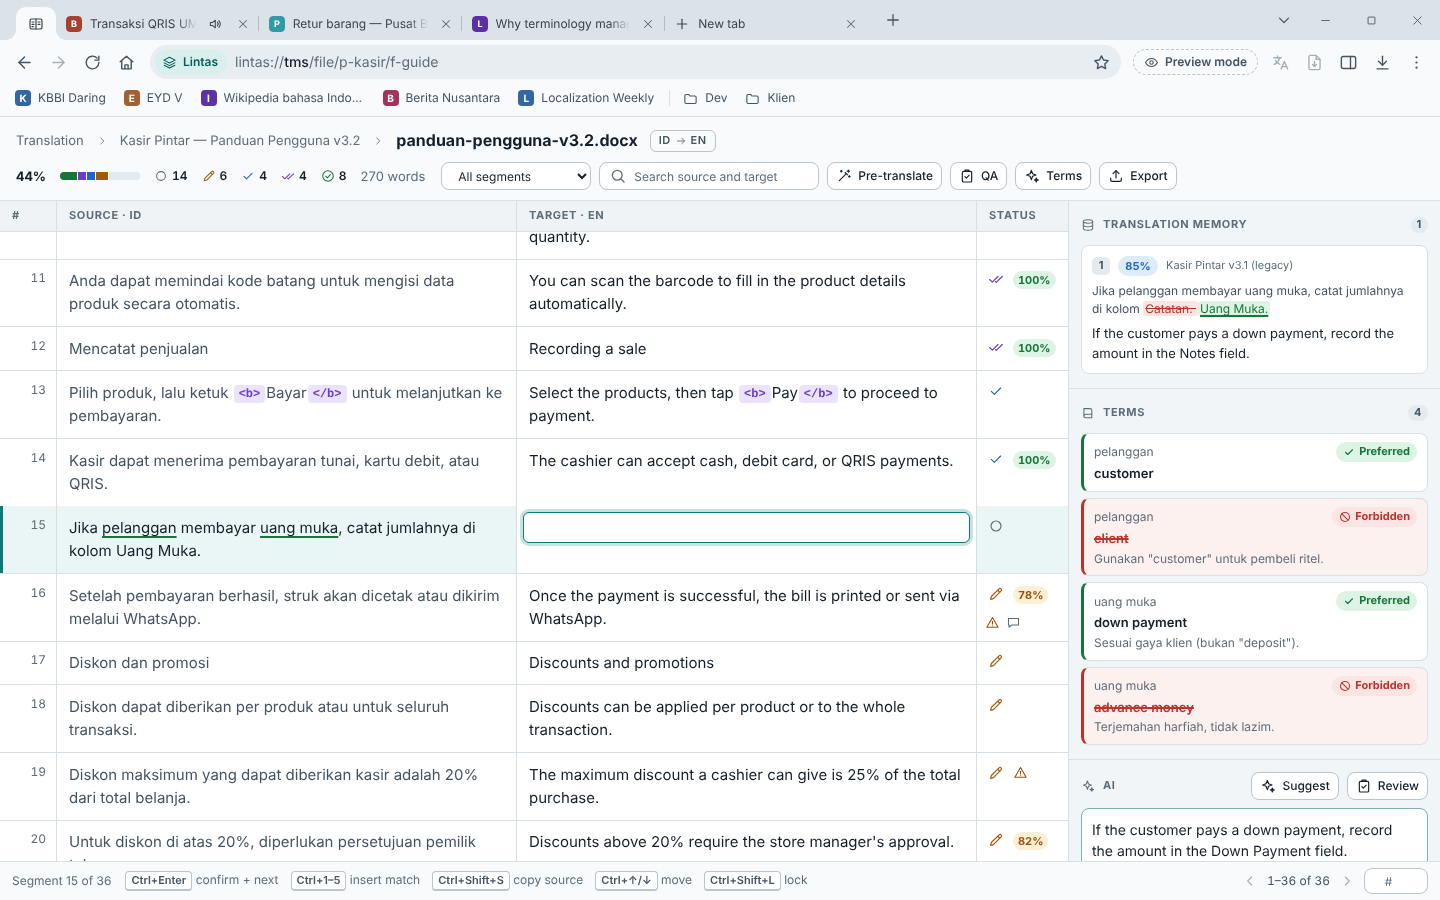 B Transaksi QRIS UM
P Retur barang — Pusat B
L Why terminology mana
New tab
Lintas
lintas://tms/file/p-kasir/f-guide
Preview mode
K KBBI Daring
E EYD V
I Wikipedia bahasa Indo...
B Berita Nusantara
L Localization Weekly
Dev
Klien
Translation
Kasir Pintar — Panduan Pengguna v3.2
panduan-pengguna-v3.2.docx
ID → EN
44%
14
6
4
4
8
270 words
All segments
Search source and target
Pre-translate
QA
Terms
Export
# SOURCE · ID TARGET · EN STATUS
quantity.
11
Anda dapat memindai kode batang untuk mengisi data
produk secara otomatis.
You can scan the barcode to fill in the product details
automatically.
100%
12
Mencatat penjualan
Recording a sale
100%
13
Pilih produk, lalu ketuk <b> Bayar </b> untuk melanjutkan ke
pembayaran.
Select the products, then tap <b> Pay </b> to proceed to
payment.
14
Kasir dapat menerima pembayaran tunai, kartu debit, atau
QRIS.
The cashier can accept cash, debit card, or QRIS payments.
100%
15
Jika pelanggan membayar uang muka, catat jumlahnya di
kolom Uang Muka.
16
Setelah pembayaran berhasil, struk akan dicetak atau dikirim
melalui WhatsApp.
Once the payment is successful, the bill is printed or sent via
WhatsApp.
78%
17
Diskon dan promosi
Discounts and promotions
18
Diskon dapat diberikan per produk atau untuk seluruh
transaksi.
Discounts can be applied per product or to the whole
transaction.
19
Diskon maksimum yang dapat diberikan kasir adalah 20%
dari total belanja.
The maximum discount a cashier can give is 25% of the total
purchase.
20
Untuk diskon di atas 20%, diperlukan persetujuan pemilik
Discounts above 20% require the store manager's approval.
82%
TRANSLATION MEMORY
1
1 85% Kasir Pintar v3.1 (legacy)
Jika pelanggan membayar uang muka, catat jumlahnya
di kolom Catatan. Uang Muka.
If the customer pays a down payment, record the
amount in the Notes field.
TERMS
4
pelanggan
Preferred
customer
pelanggan
Forbidden
client
Gunakan "customer" untuk pembeli ritel.
uang muka
Preferred
down payment
Sesuai gaya klien (bukan "deposit").
uang muka
Forbidden
advance money
Terjemahan harfiah, tidak lazim.
AI
Suggest
Review
If the customer pays a down payment, record
the amount in the Down Payment field.
Segment 15 of 36
Ctrl+Enter confirm + next
Ctrl+1–5 insert match
Ctrl+Shift+S copy source
Ctrl+↑/↓ move
Ctrl+Shift+L lock
1–36 of 36
#